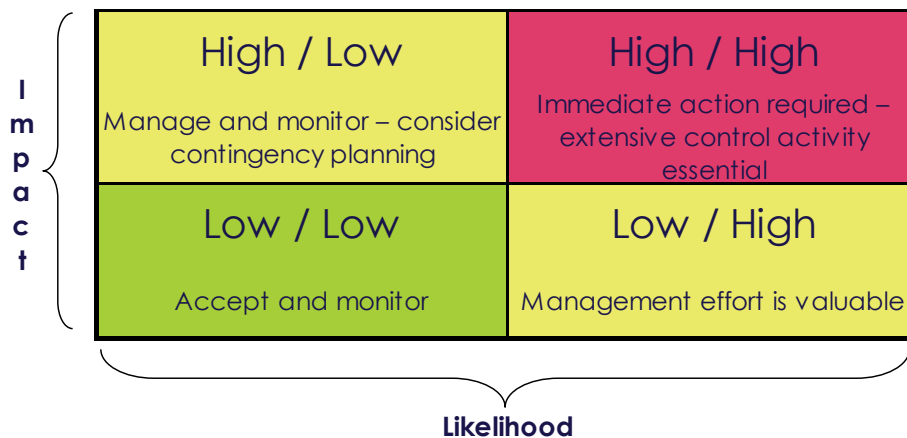 Impact
High / Low
Manage and monitor – consider
contingency planning
High / High
Immediate action required –
extensive control activity
essential
Low / Low
Accept and monitor
Low / High
Management effort is valuable
Likelihood